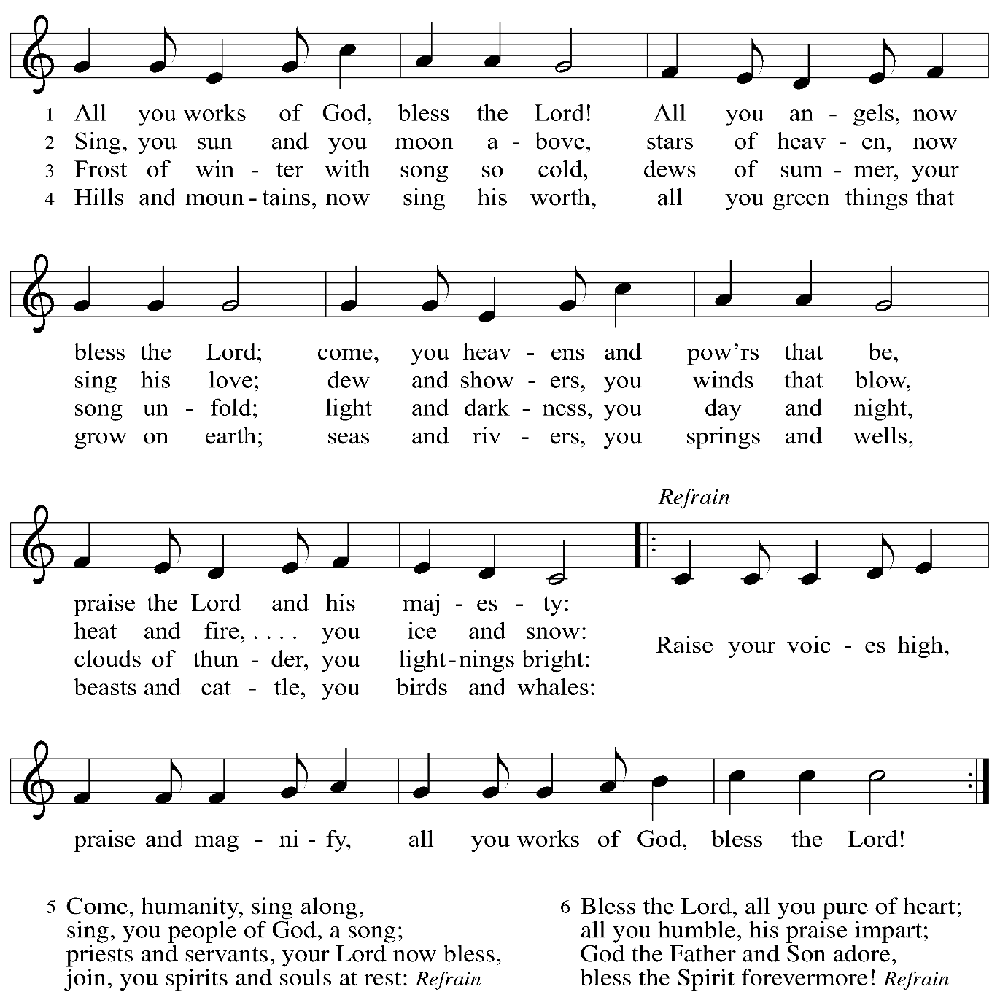 1 All you works of God, bless the Lord! All you an - gels, now
2 Sing, you sun and you moon a - bove, stars of heav - en, now
3 Frost of win - ter with song so cold, dews of sum - mer, your
4 Hills and moun - tains, now sing his worth, all you green things that
bless the Lord; come, you heav - ens and pow’rs that be,
sing his love; dew and show - ers, you winds that blow,
song un - fold; light and dark - ness, you day and night,
grow on earth; seas and riv - ers, you springs and wells,
Refrain
praise the Lord and his maj - es - ty:
heat and fire, . . . . you ice and snow:
clouds of thun - der, you light - nings bright:
beasts and cat - tle, you birds and whales:
Raise your voic - es high,
praise and mag - ni - fy, all you works of God, bless the Lord!
5 Come, humanity, sing along,
sing, you people of God, a song;
priests and servants, your Lord now bless,
join, you spirits and souls at rest: Refrain
6 Bless the Lord, all you pure of heart;
all you humble, his praise impart;
God the Father and Son adore,
bless the Spirit forevermore! Refrain